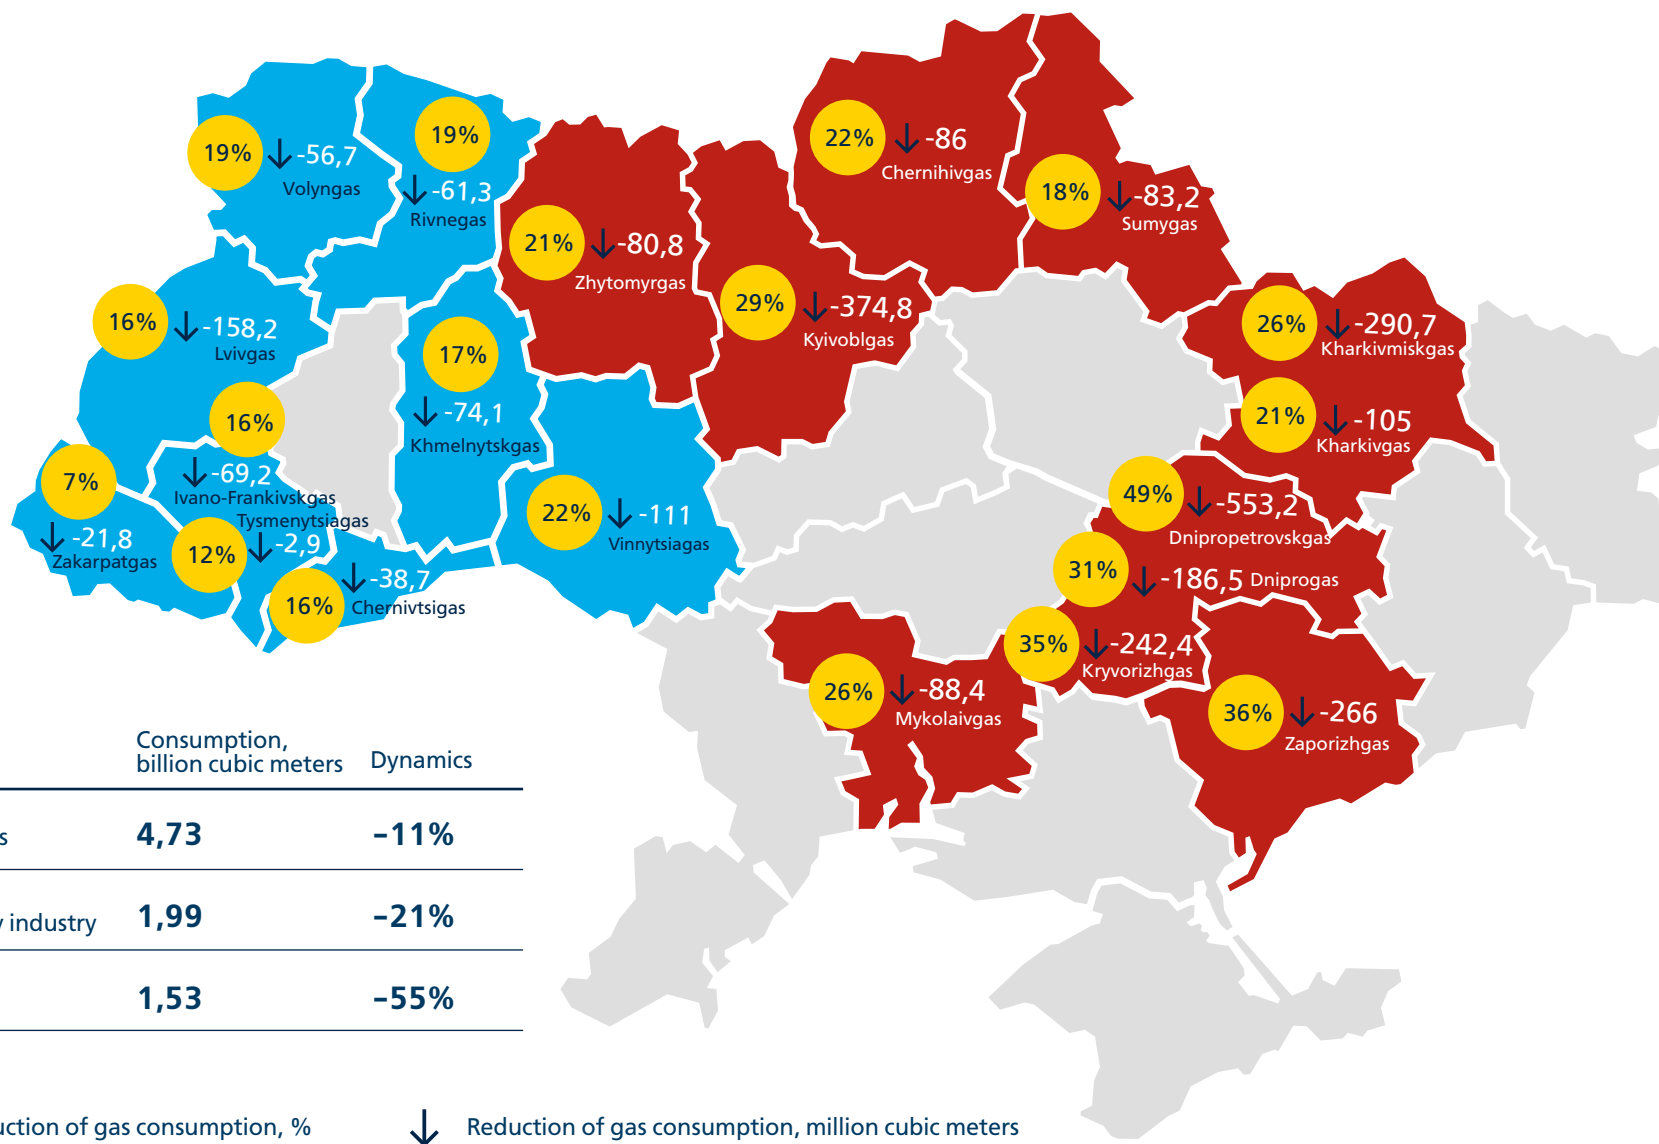 22%
-86
Chernihivgas
19%
-56,7
Volyngas
19%
-61,3
Rivnegas
18%
-83,2
Sumygas
21%
-80,8
Zhytomyrgas
29%
-374,8
Kyivoblgas
16%
-158,2
Lvivgas
17%
-74,1
Khmelnytskgas
26%
-290,7
Kharkivmiskgas
21%
-105
Kharkivgas
16%
-69,2
Ivano-Frankivskgas
Tysmenytsiagas
12%
-2,9
7%
-21,8
Zakarpatgas
16%
-38,7
Chernivtsigas
22%
-111
Vinnytsiagas
49%
-553,2
Dnipropetrovskgas
31%
-186,5 Dniprogas
35%
-242,4
Kryvorizhgas
26%
-88,4
Mykolaivgas
36%
-266
Zaporizhgas
Consumption,
billion cubic meters
Dynamics
4,73 –11%
industry 1,99 –21%
1,53 –55%
of gas consumption, %
Reduction of gas consumption, million cubic meters